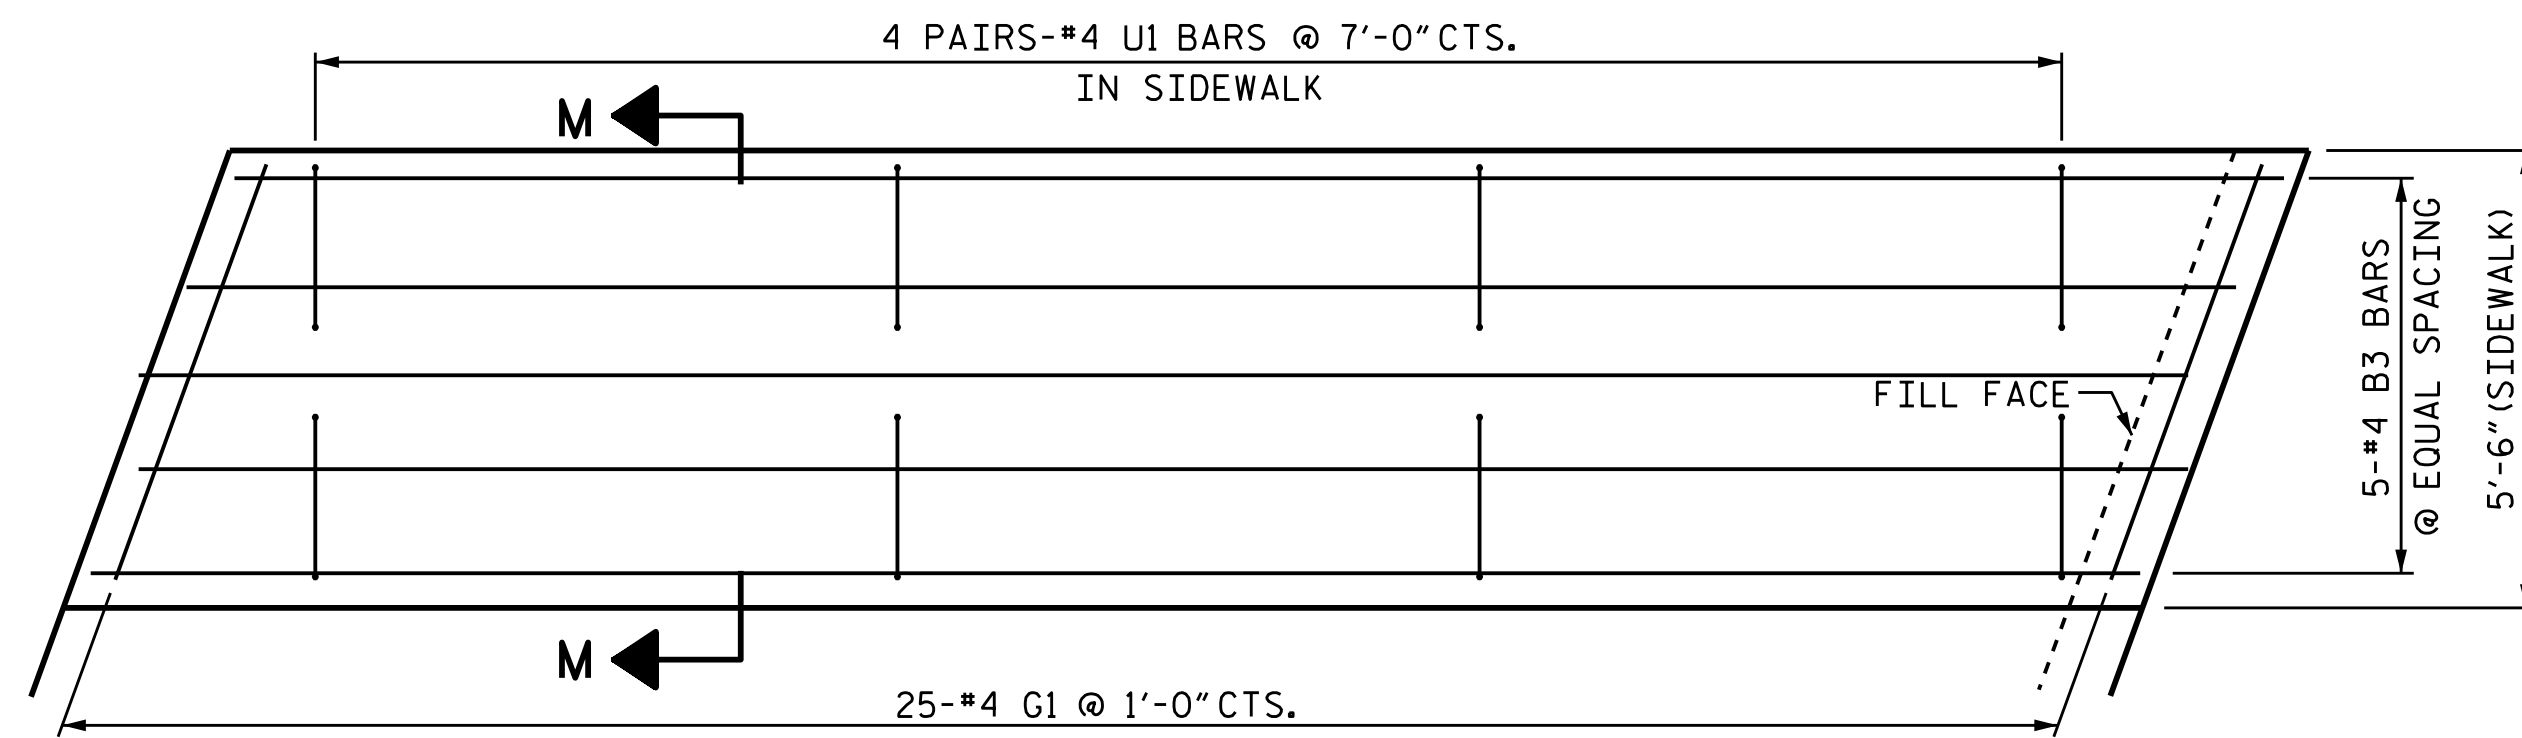 4 PAIRS-#4 U1 BARS @ 7'-0" CTS.
IN SIDEWALK
M
FILL FACE
5-#4 B3 BARS
@ EQUAL SPACING
5'-6" (SIDEWALK)
M
25-#4 G1 @ 1'-0" CTS.